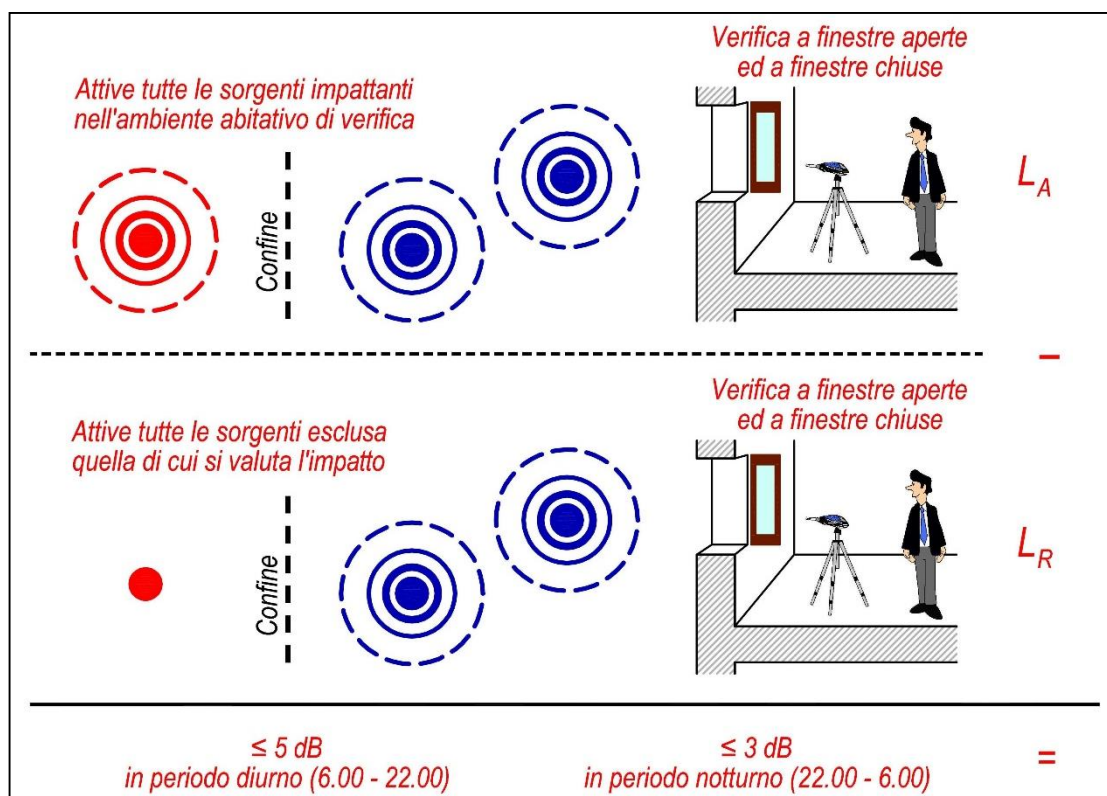 Verifica a finestre aperte
ed a finestre chiuse
Attive tutte le sorgenti impattanti
nell'ambiente abitativo di verifica
Confine
LA
–
Verifica a finestre aperte
ed a finestre chiuse
Attive tutte le sorgenti esclusa
quella di cui si valuta l'impatto
Confine
LR
≤ 5 dB
in periodo diurno (6.00 - 22.00)
≤ 3 dB
in periodo notturno (22.00 - 6.00)
=